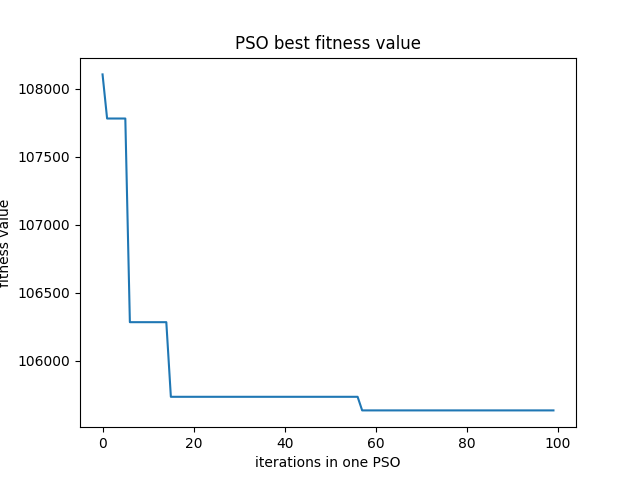 PSO best fitness value
108000
107500
107000
106500
106000
fitness value
0 20 40 60 80 100
iterations in one PSO